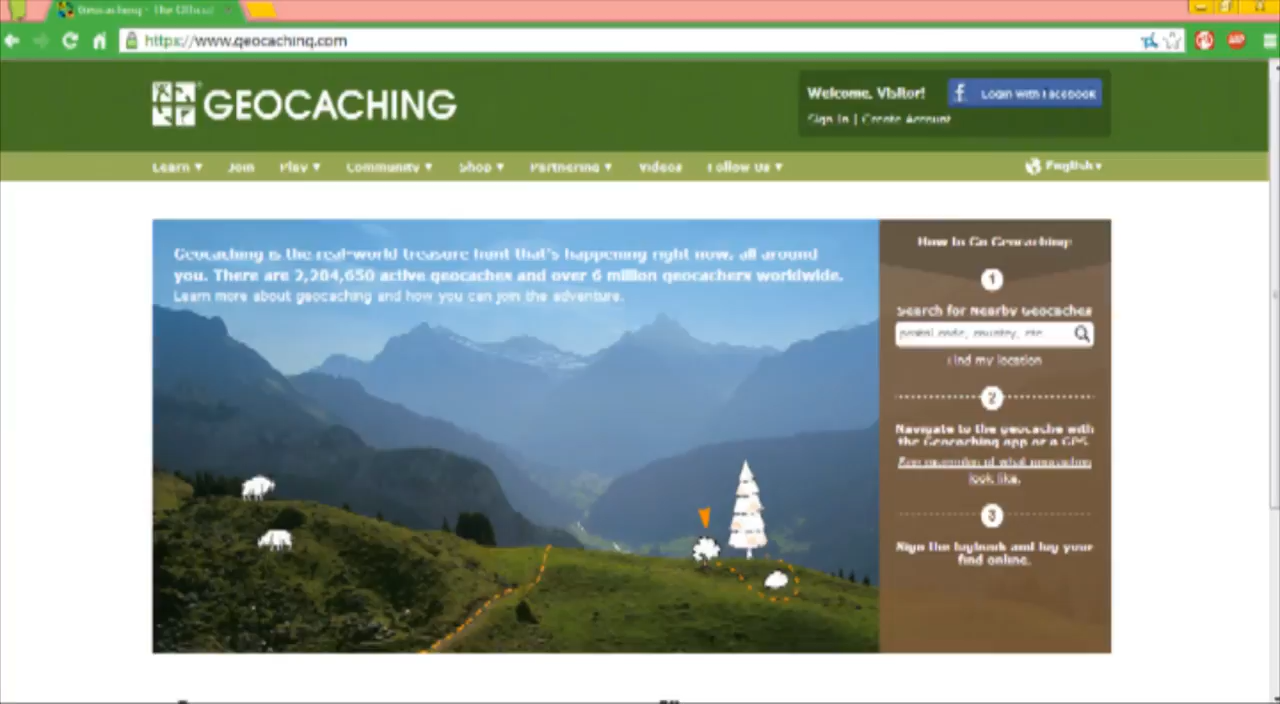 Geocaching - The Official
https://www.geocaching.com
GEOCACHING
Welcome, Visitor!
Login with Facebook
Sign In | Create Account
Learn ▾ Join Play ▾ Community ▾ Shop ▾ Partnering ▾ Videos Follow Us ▾ English ▾
Geocaching is the real-world treasure hunt that's happening right now, all around
you. There are 2,204,650 active geocaches and over 6 million geocachers worldwide.
Learn more about geocaching and how you can join the adventure.
How to Go Geocaching:
1
Search for Nearby Geocaches
postal code, country, etc
Find my location
2
Navigate to the geocache with
the Geocaching app or a GPS.
See examples of what geocaches
look like.
3
Sign the logbook and log your
find online.
ABP